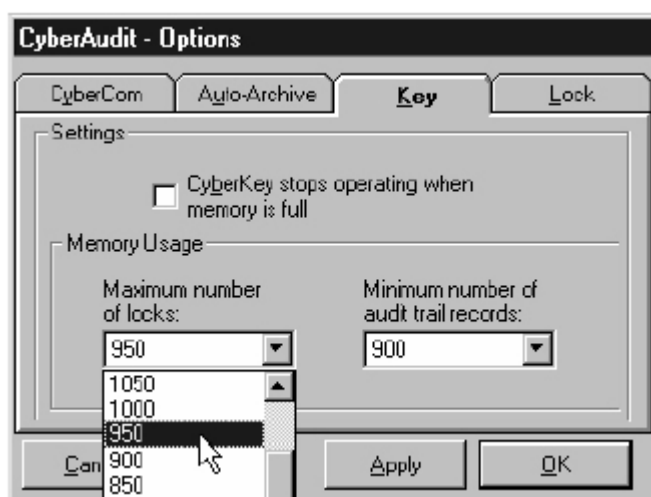 CyberAudit - Options
CyberCom
Auto-Archive
Key
Lock
Settings
CyberKey stops operating when
memory is full
Memory Usage
Maximum number
of locks:
Minimum number of
audit trail records:
950
900
1050
1000
950
900
850
Can
Apply
OK